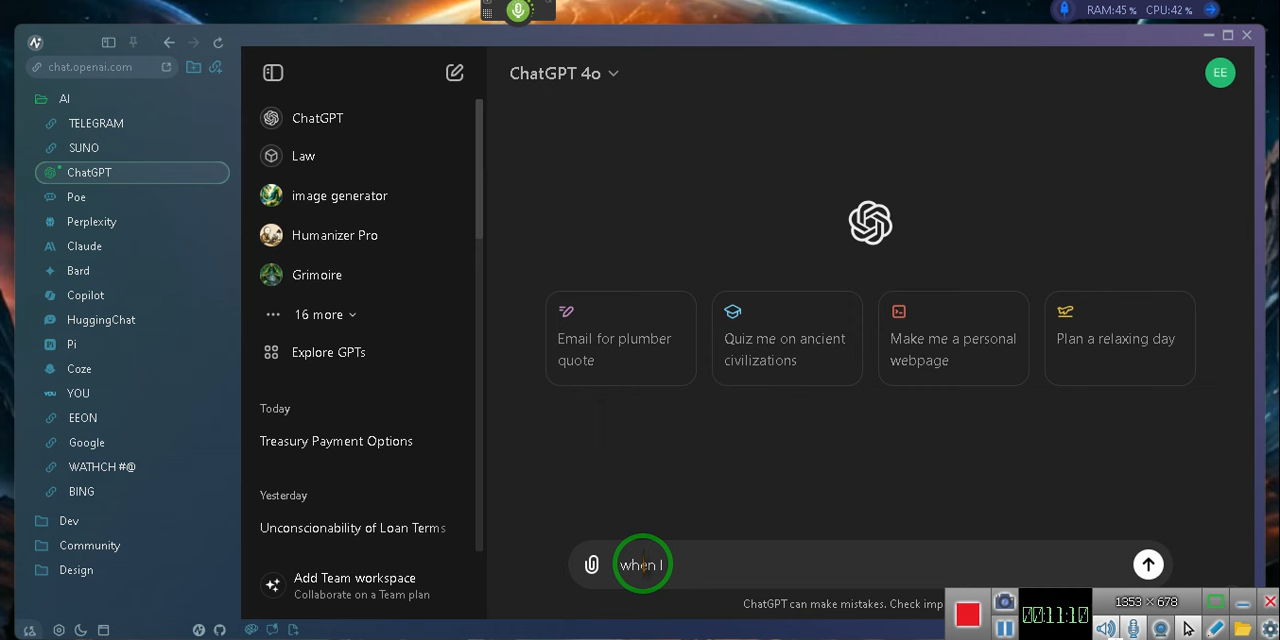 RAM:45% CPU:42%
chat.openai.com
AI
TELEGRAM
SUNO
ChatGPT
Poe
Perplexity
Claude
Bard
Copilot
HuggingChat
Pi
Coze
YOU
YOU
EEON
Google
WATHCH #@
BING
Dev
Community
Design
ChatGPT
Law
image generator
Humanizer Pro
Grimoire
16 more
Explore GPTs
Today
Treasury Payment Options
Yesterday
Unconscionability of Loan Terms
Add Team workspace
Collaborate on a Team plan
ChatGPT 4o
EE
Email for plumber
quote
Quiz me on ancient
civilizations
Make me a personal
webpage
Plan a relaxing day
when I
ChatGPT can make mistakes. Check imp
1353 × 678
00:11:10